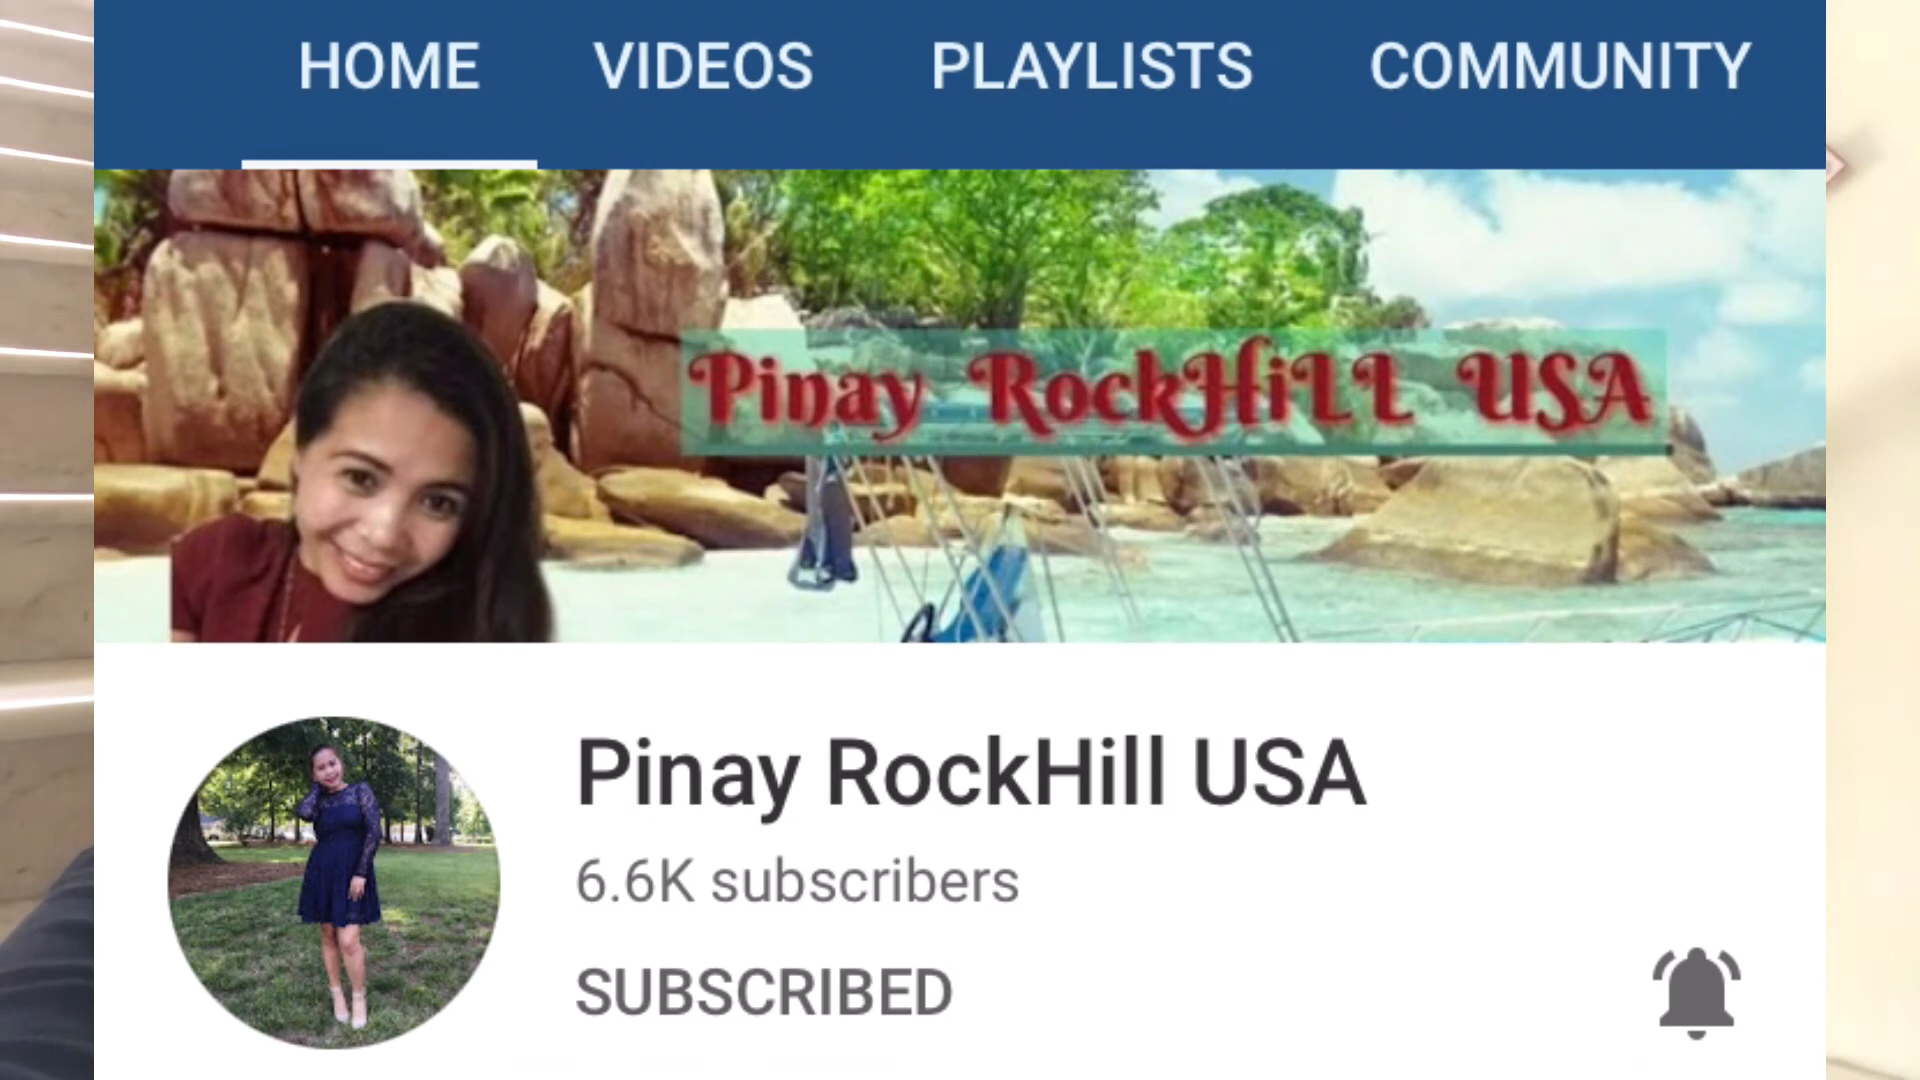 HOME VIDEOS PLAYLISTS COMMUNITY
Pinay RockHiLL USA
Pinay RockHill USA
6.6K subscribers
SUBSCRIBED